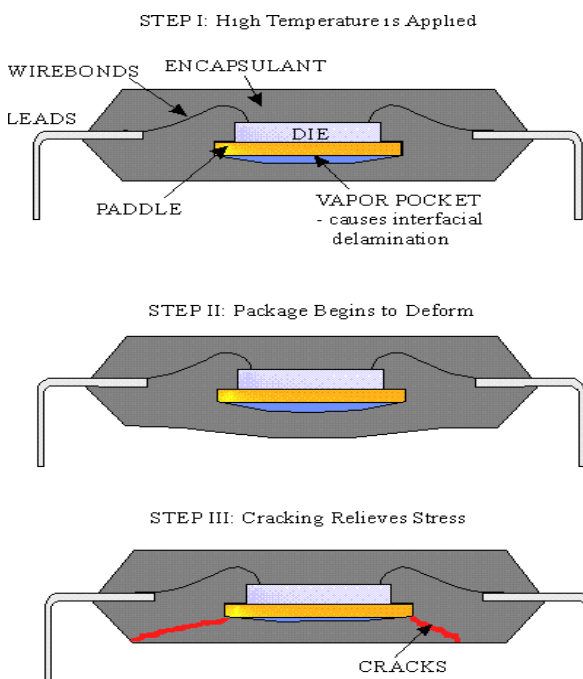 STEP I: High Temperature is Applied
WIREBONDS
ENCAPSULANT
LEADS
DIE
PADDLE
VAPOR POCKET
- causes interfacial
delamination
STEP II: Package Begins to Deform
STEP III: Cracking Relieves Stress
CRACKS